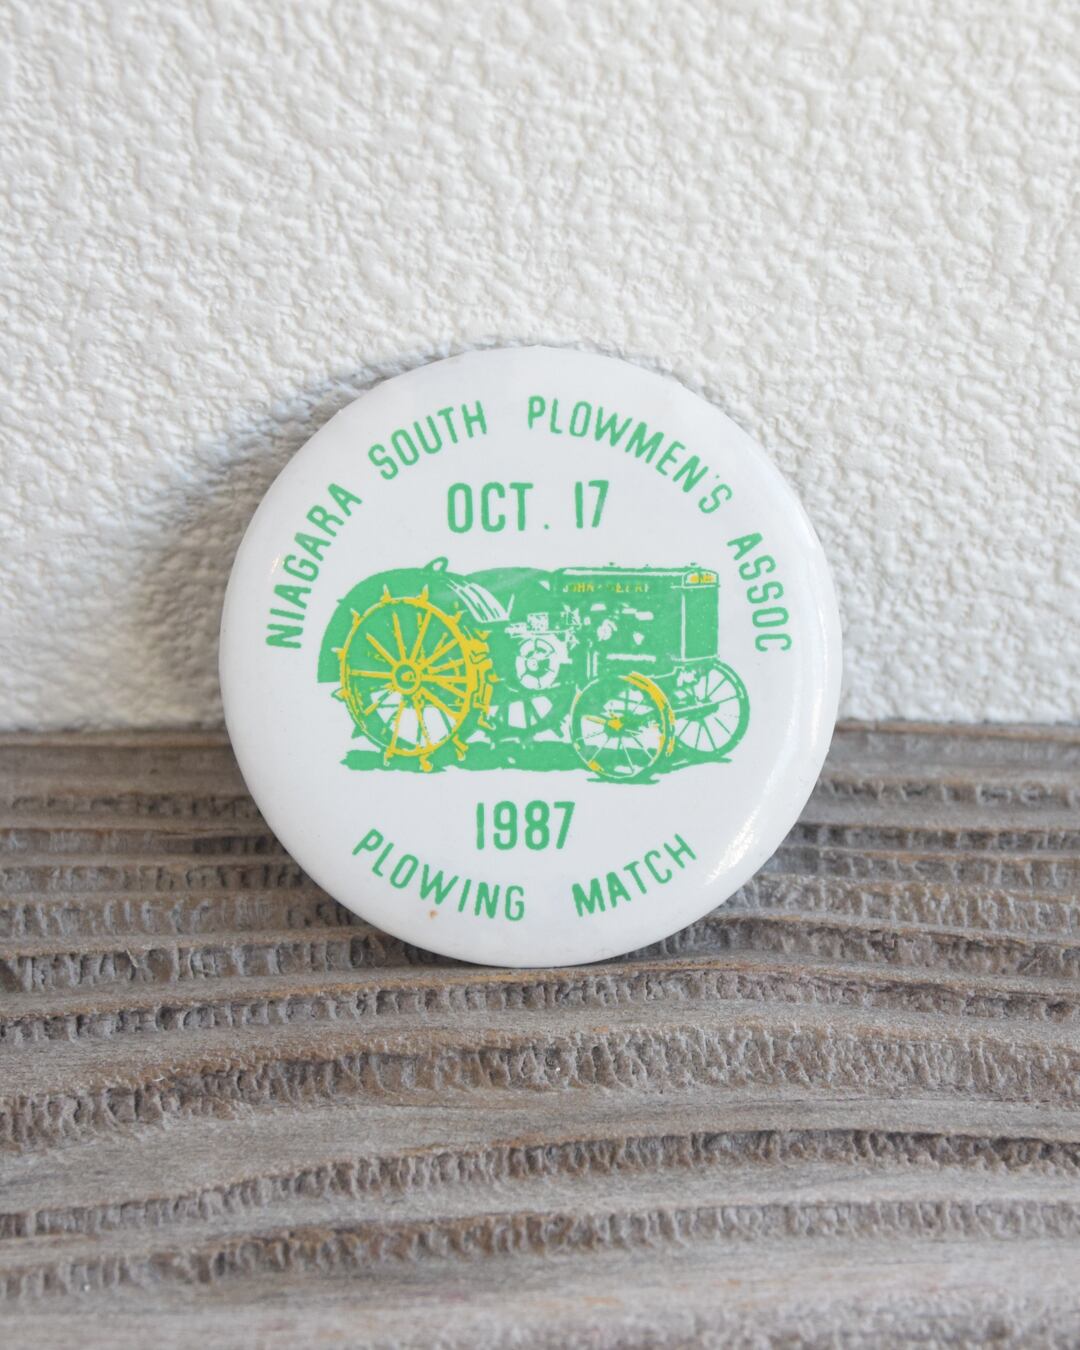 NIAGARA SOUTH PLOWMEN'S ASSOC
OCT. 17
JOHN DEERE
1987
PLOWING MATCH